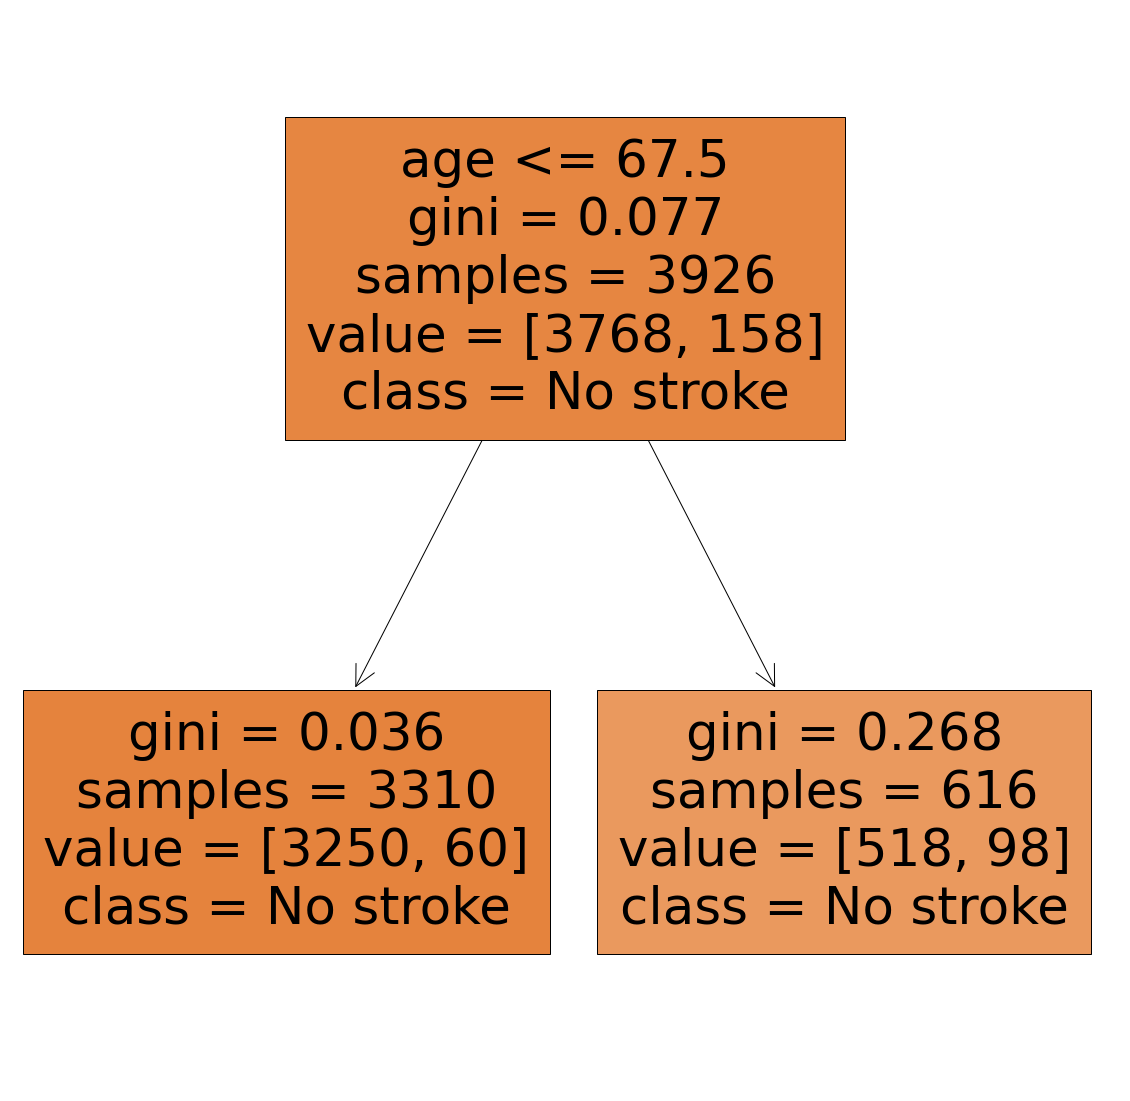 age <= 67.5
gini = 0.077
samples = 3926
value = [3768, 158]
class = No stroke
gini = 0.036
samples = 3310
value = [3250, 60]
class = No stroke
gini = 0.268
samples = 616
value = [518, 98]
class = No stroke